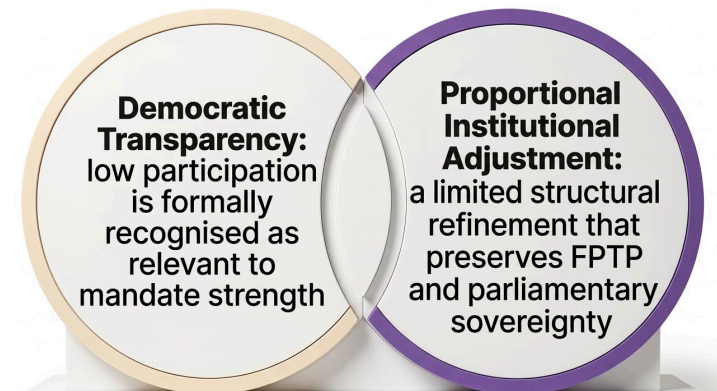 Democratic
Transparency:
low participation
is formally
recognised as
relevant to
mandate strength
Proportional
Institutional
Adjustment:
a limited structural
refinement that
preserves FPTP
and parliamentary
sovereignty